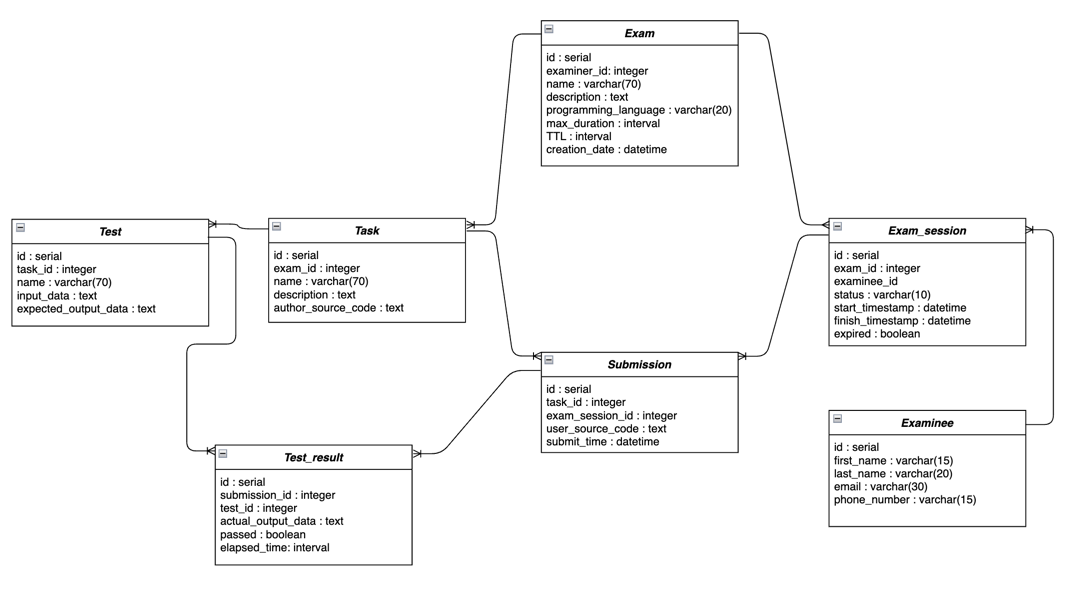 Exam
id : serial
examiner_id: integer
name : varchar(70)
description : text
programming_language : varchar(20)
max_duration : interval
TTL : interval
creation_date : datetime
Test
id : serial
task_id : integer
name : varchar(70)
input_data : text
expected_output_data : text
Task
id : serial
exam_id : integer
name : varchar(70)
description : text
author_source_code : text
Exam_session
id : serial
exam_id : integer
examinee_id
status : varchar(10)
start_timestamp : datetime
finish_timestamp : datetime
expired : boolean
Submission
id : serial
task_id : integer
exam_session_id : integer
user_source_code : text
submit_time : datetime
Examinee
id : serial
first_name : varchar(15)
last_name : varchar(20)
email : varchar(30)
phone_number : varchar(15)
Test_result
id : serial
submission_id : integer
test_id : integer
actual_output_data : text
passed : boolean
elapsed_time: interval